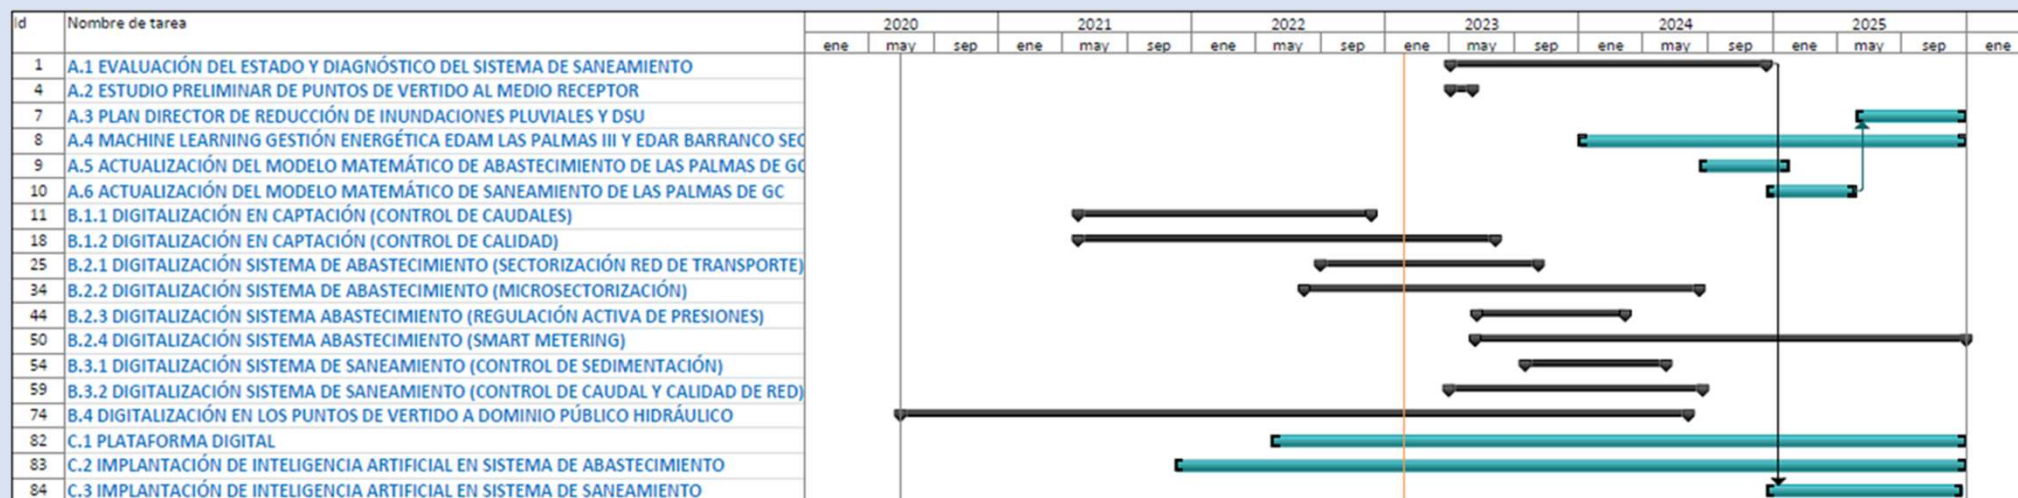 Id Nombre de tarea 2020 2021 2022 2023 2024 2025
ene may sep ene may sep ene may sep ene may sep ene may sep ene may sep ene
1 A.1 EVALUACIÓN DEL ESTADO Y DIAGNÓSTICO DEL SISTEMA DE SANEAMIENTO
4 A.2 ESTUDIO PRELIMINAR DE PUNTOS DE VERTIDO AL MEDIO RECEPTOR
7 A.3 PLAN DIRECTOR DE REDUCCIÓN DE INUNDACIONES PLUVIALES Y DSU
8 A.4 MACHINE LEARNING GESTIÓN ENERGÉTICA EDAM LAS PALMAS III Y EDAR BARRANCO SEC
9 A.5 ACTUALIZACIÓN DEL MODELO MATEMÁTICO DE ABASTECIMIENTO DE LAS PALMAS DE GC
10 A.6 ACTUALIZACIÓN DEL MODELO MATEMÁTICO DE SANEAMIENTO DE LAS PALMAS DE GC
11 B.1.1 DIGITALIZACIÓN EN CAPTACIÓN (CONTROL DE CAUDALES)
18 B.1.2 DIGITALIZACIÓN EN CAPTACIÓN (CONTROL DE CALIDAD)
25 B.2.1 DIGITALIZACIÓN SISTEMA DE ABASTECIMIENTO (SECTORIZACIÓN RED DE TRANSPORTE)
34 B.2.2 DIGITALIZACIÓN SISTEMA DE ABASTECIMIENTO (MICROSECTORIZACIÓN)
44 B.2.3 DIGITALIZACIÓN SISTEMA ABASTECIMIENTO (REGULACIÓN ACTIVA DE PRESIONES)
50 B.2.4 DIGITALIZACIÓN SISTEMA ABASTECIMIENTO (SMART METERING)
54 B.3.1 DIGITALIZACIÓN SISTEMA DE SANEAMIENTO (CONTROL DE SEDIMENTACIÓN)
59 B.3.2 DIGITALIZACIÓN SISTEMA DE SANEAMIENTO (CONTROL DE CAUDAL Y CALIDAD DE RED)
74 B.4 DIGITALIZACIÓN EN LOS PUNTOS DE VERTIDO A DOMINIO PÚBLICO HIDRÁULICO
82 C.1 PLATAFORMA DIGITAL
83 C.2 IMPLANTACIÓN DE INTELIGENCIA ARTIFICIAL EN SISTEMA DE ABASTECIMIENTO
84 C.3 IMPLANTACIÓN DE INTELIGENCIA ARTIFICIAL EN SISTEMA DE SANEAMIENTO